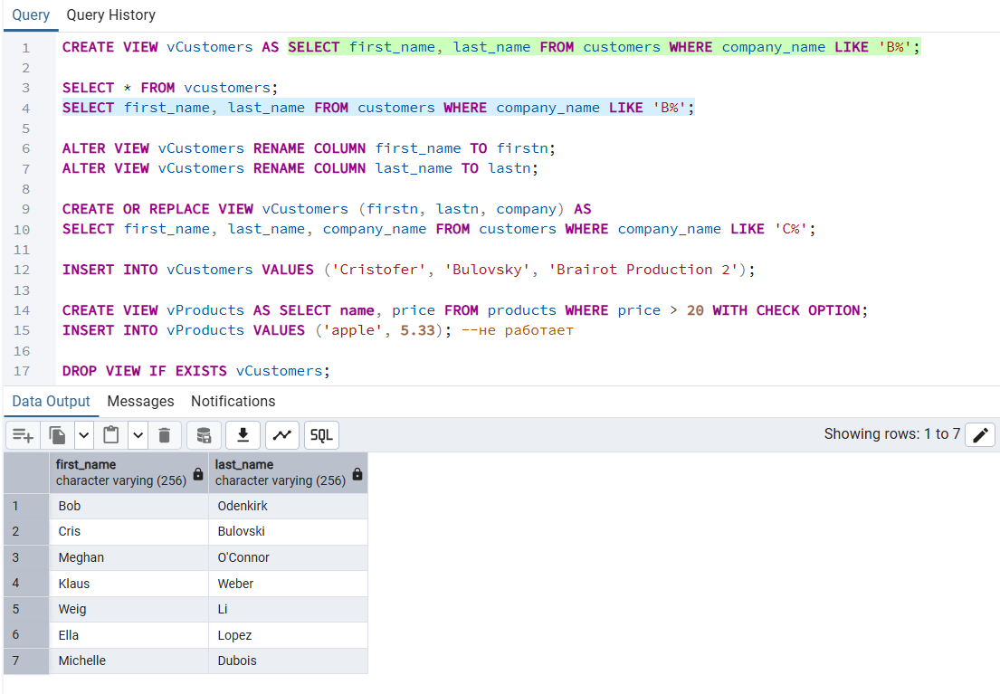 Query Query History
1 CREATE VIEW vCustomers AS SELECT first_name, last_name FROM customers WHERE company_name LIKE 'B%';
2
3 SELECT * FROM vcustomers;
4 SELECT first_name, last_name FROM customers WHERE company_name LIKE 'B%';
5
6 ALTER VIEW vCustomers RENAME COLUMN first_name TO firstn;
7 ALTER VIEW vCustomers RENAME COLUMN last_name TO lastn;
8
9 CREATE OR REPLACE VIEW vCustomers (firstn, lastn, company) AS
10 SELECT first_name, last_name, company_name FROM customers WHERE company_name LIKE 'C%';
11
12 INSERT INTO vCustomers VALUES ('Cristofer', 'Bulovsky', 'Brairot Production 2');
13
14 CREATE VIEW vProducts AS SELECT name, price FROM products WHERE price > 20 WITH CHECK OPTION;
15 INSERT INTO vProducts VALUES ('apple', 5.33); --не работает
16
17 DROP VIEW IF EXISTS vCustomers;
Data Output Messages Notifications
SQL Showing rows: 1 to 7
first_name last_name
character varying (256) character varying (256)
1 Bob Odenkirk
2 Cris Bulovski
3 Meghan O'Connor
4 Klaus Weber
5 Weig Li
6 Ella Lopez
7 Michelle Dubois